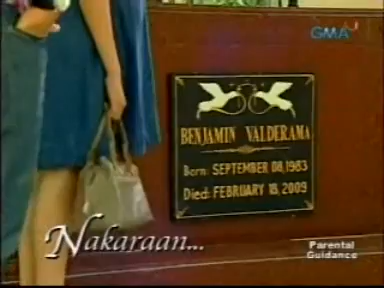 GMA
BENJAMIN VALDERAMA
Born: SEPTEMBER 08, 1983
Died: FEBRUARY 18, 2009
Nakaraan...
Parental
Guidance